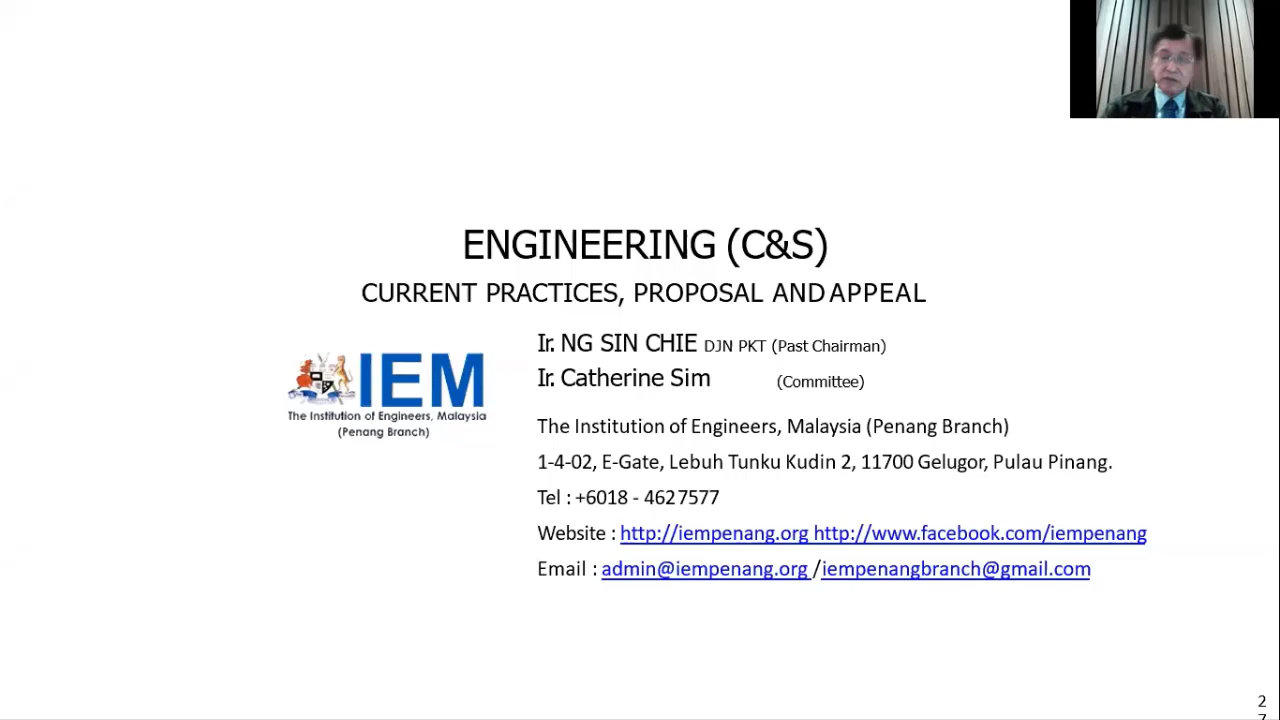 ENGINEERING (C&S)
CURRENT PRACTICES, PROPOSAL AND APPEAL
Ir. NG SIN CHIE DJN PKT (Past Chairman)
Ir. Catherine Sim (Committee)
IEM
The Institution of Engineers, Malaysia
(Penang Branch)
The Institution of Engineers, Malaysia (Penang Branch)
1-4-02, E-Gate, Lebuh Tunku Kudin 2, 11700 Gelugor, Pulau Pinang.
Tel : +6018 - 4627577
Website : http://iempenang.org http://www.facebook.com/iempenang
Email : admin@iempenang.org /iempenangbranch@gmail.com
2
7